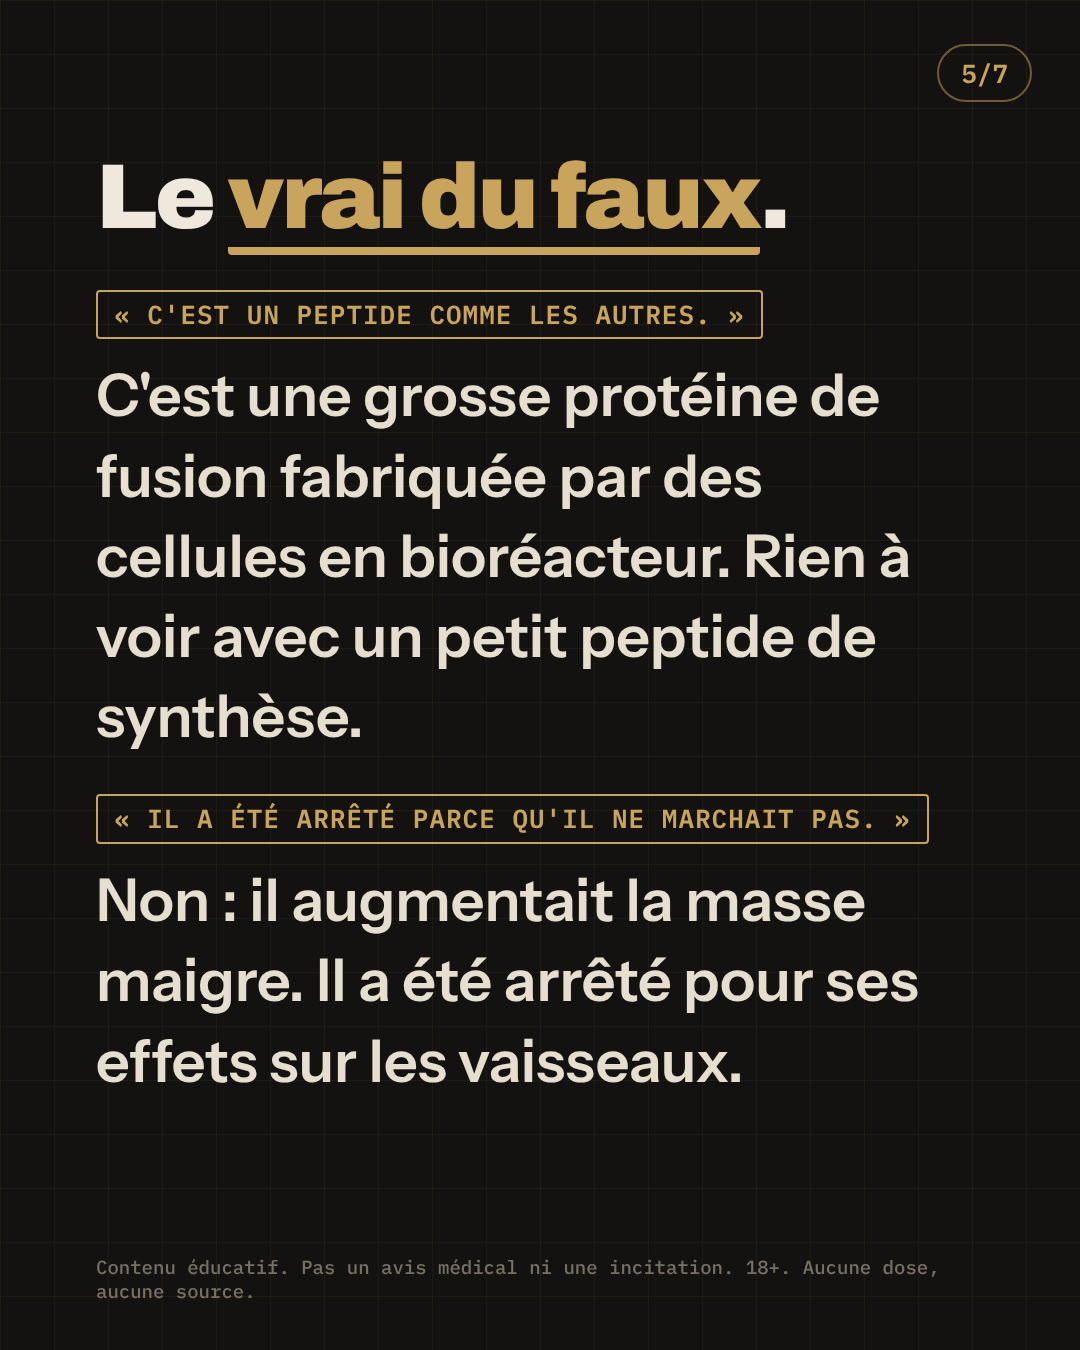 5/7
Le vrai du faux.
« C'EST UN PEPTIDE COMME LES AUTRES. »
C'est une grosse protéine de
fusion fabriquée par des
cellules en bioréacteur. Rien à
voir avec un petit peptide de
synthèse.
« IL A ÉTÉ ARRÊTÉ PARCE QU'IL NE MARCHAIT PAS. »
Non : il augmentait la masse
maigre. Il a été arrêté pour ses
effets sur les vaisseaux.
Contenu éducatif. Pas un avis médical ni une incitation. 18+. Aucune dose,
aucune source.